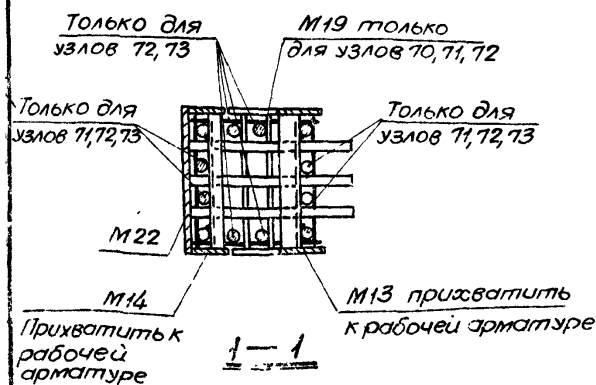 Только для
узлов 72,73
М19 только
для узлов 70,71,72
Только для
узлов 71,72,73
Только для
узлов 71,72,73
М22
М14
Прихватить к
рабочей
арматуре
М13 прихватить
к рабочей арматуре
1—1